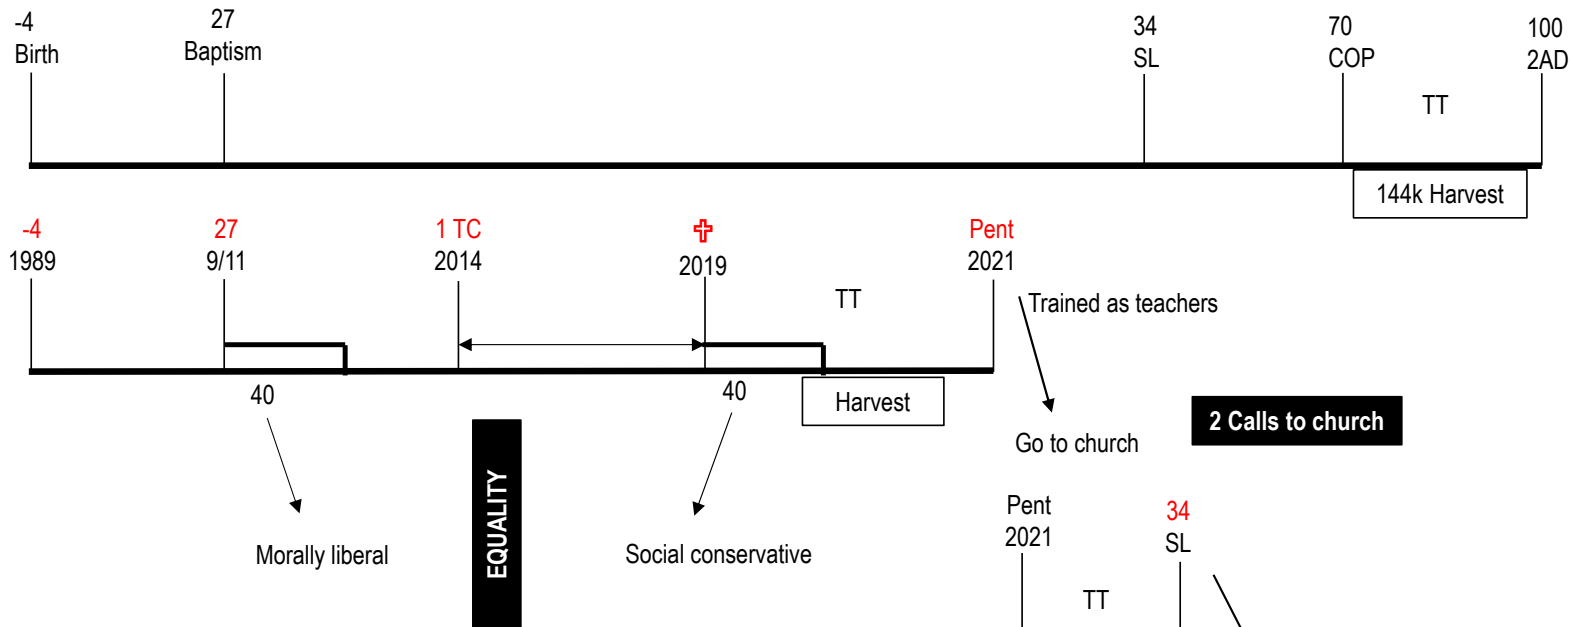 -4
Birth
27
Baptism
34
SL
70
COP
100
2AD
TT
144k Harvest
-4
1989
27
9/11
1 TC
2014
2019
Pent
2021
TT
Trained as teachers
40
40
Harvest
2 Calls to church
Go to church
EQUALITY
Morally liberal
Social conservative
Pent
2021
34
SL
TT